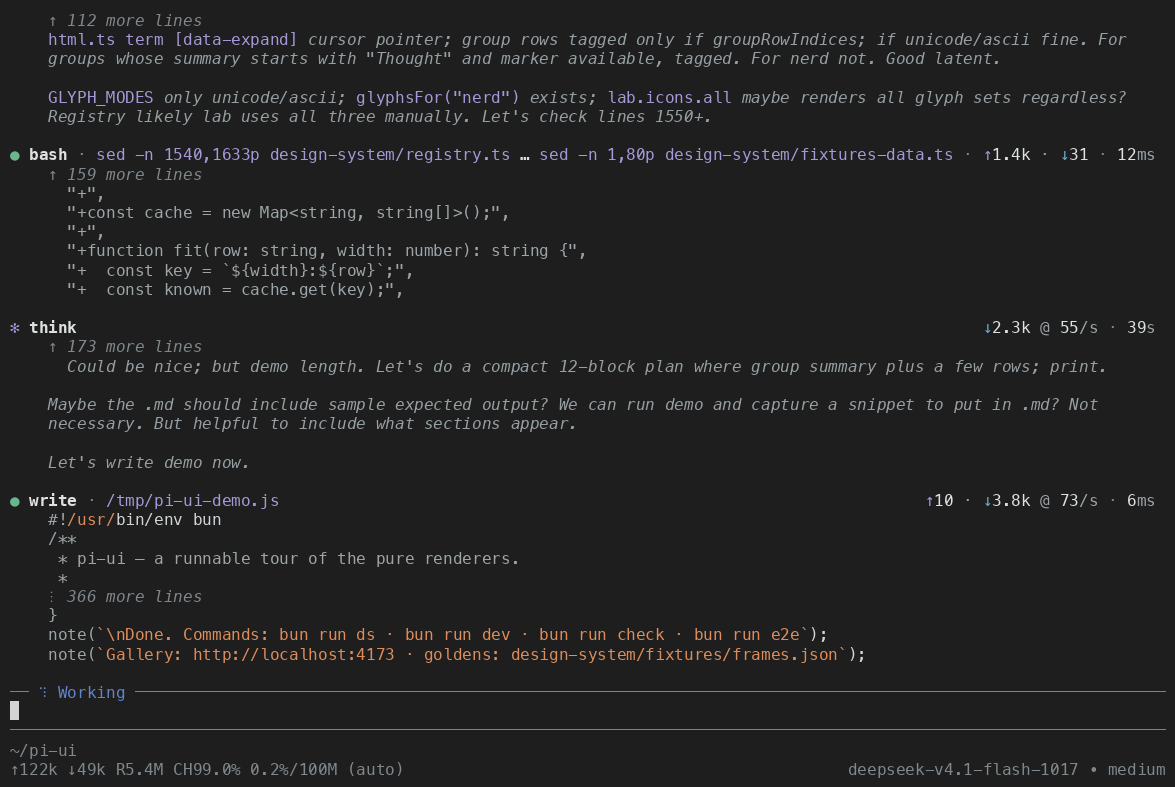 ↑ 112 more lines
html.ts term [data-expand] cursor pointer; group rows tagged only if groupRowIndices; if unicode/ascii fine. For
groups whose summary starts with "Thought" and marker available, tagged. For nerd not. Good latent.
GLYPH_MODES only unicode/ascii; glyphsFor("nerd") exists; lab.icons.all maybe renders all glyph sets regardless?
Registry likely lab uses all three manually. Let's check lines 1550+.
● bash · sed -n 1540,1633p design-system/registry.ts … sed -n 1,80p design-system/fixtures-data.ts · ↑1.4k · ↓31 · 12ms
↑ 159 more lines
"+",
"+const cache = new Map<string, string[]>();",
"+",
"+function fit(row: string, width: number): string {",
"+  const key = `${width}:${row}`;",
"+  const known = cache.get(key);",
✻ think ↓2.3k @ 55/s · 39s
↑ 173 more lines
Could be nice; but demo length. Let's do a compact 12-block plan where group summary plus a few rows; print.
Maybe the .md should include sample expected output? We can run demo and capture a snippet to put in .md? Not
necessary. But helpful to include what sections appear.
Let's write demo now.
● write · /tmp/pi-ui-demo.js ↑10 · ↓3.8k @ 73/s · 6ms
#!/usr/bin/env bun
/**
 * pi-ui — a runnable tour of the pure renderers.
 *
⋮ 366 more lines
}
note(`\nDone. Commands: bun run ds · bun run dev · bun run check · bun run e2e`);
note(`Gallery: http://localhost:4173 · goldens: design-system/fixtures/frames.json`);
Working
~/pi-ui
↑122k ↓49k R5.4M CH99.0% 0.2%/100M (auto) deepseek-v4.1-flash-1017 • medium